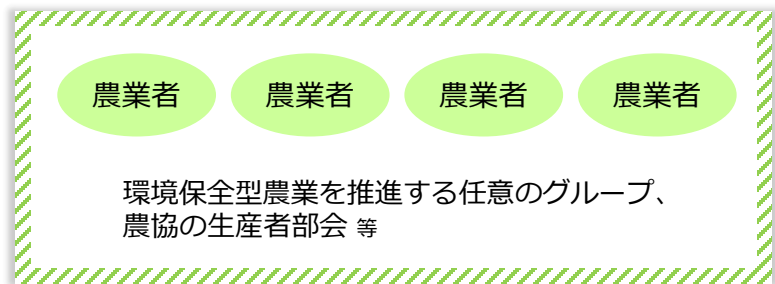 農業者 農業者 農業者 農業者
環境保全型農業を推進する任意のグループ、
農協の生産者部会 等